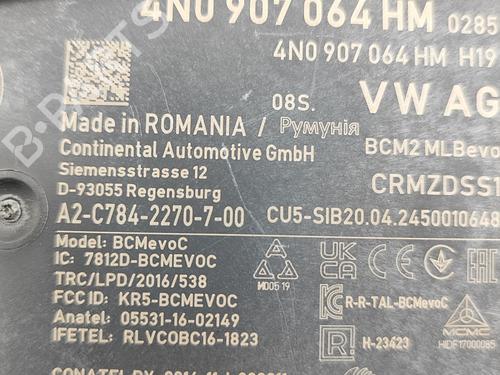 4N0 907 064 HM 0285
4N0 907 064 HM H19
08S. VW AG
Made in ROMANIA / Румунія
Continental Automotive GmbH BCM2 MLBevo
Siemensstrasse 12
D-93055 Regensburg CRMZDSS1
A2-C784-2270-7-00 CU5-SIB20.04.2450010648
Model: BCMevoC
IC: 7812D-BCMEVOC
TRC/LPD/2016/538 MD05 19 UK CA
FCC ID: KR5-BCMEVOC R-R-TAL-BCMevoC
Anatel: 05531-16-02149 MCMC
IFETEL: RLVCOBC16-1823 H-23423 HIDF17000085